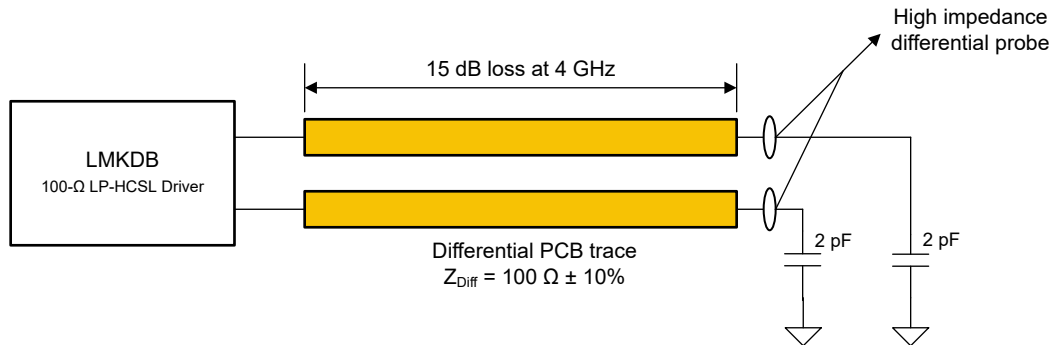 High impedance
differential probe
15 dB loss at 4 GHz
LMKDB
100-Ω LP-HCSL Driver
2 pF
2 pF
Differential PCB trace
Z_Diff = 100 Ω ± 10%